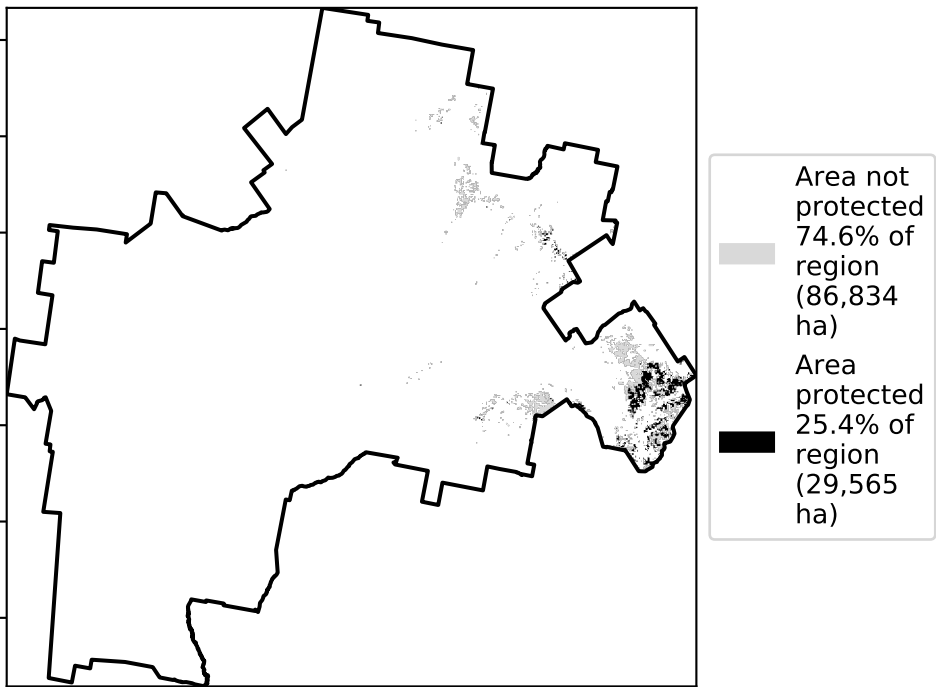 Area not
protected
74.6% of
region
(86,834
ha)
Area
protected
25.4% of
region
(29,565
ha)